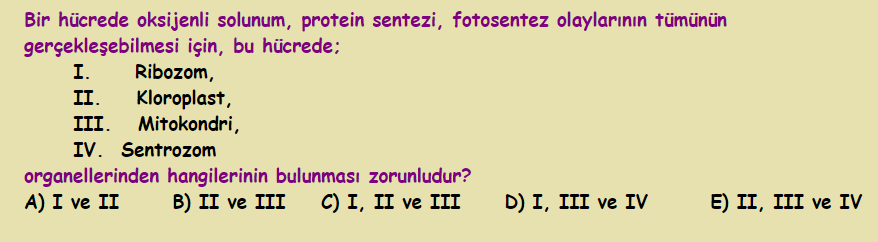 Bir hücrede oksijenli solunum, protein sentezi, fotosentez olaylarının tümünün
gerçekleşebilmesi için, bu hücrede;
I. Ribozom,
II. Kloroplast,
III. Mitokondri,
IV. Sentrozom
organellerinden hangilerinin bulunması zorunludur?
A) I ve II B) II ve III C) I, II ve III D) I, III ve IV E) II, III ve IV